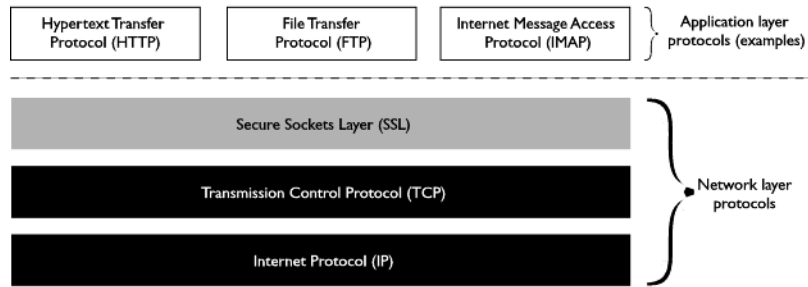 Hypertext Transfer
Protocol (HTTP)
File Transfer
Protocol (FTP)
Internet Message Access
Protocol (IMAP)
Application layer
protocols (examples)
Secure Sockets Layer (SSL)
Transmission Control Protocol (TCP)
Network layer
protocols
Internet Protocol (IP)